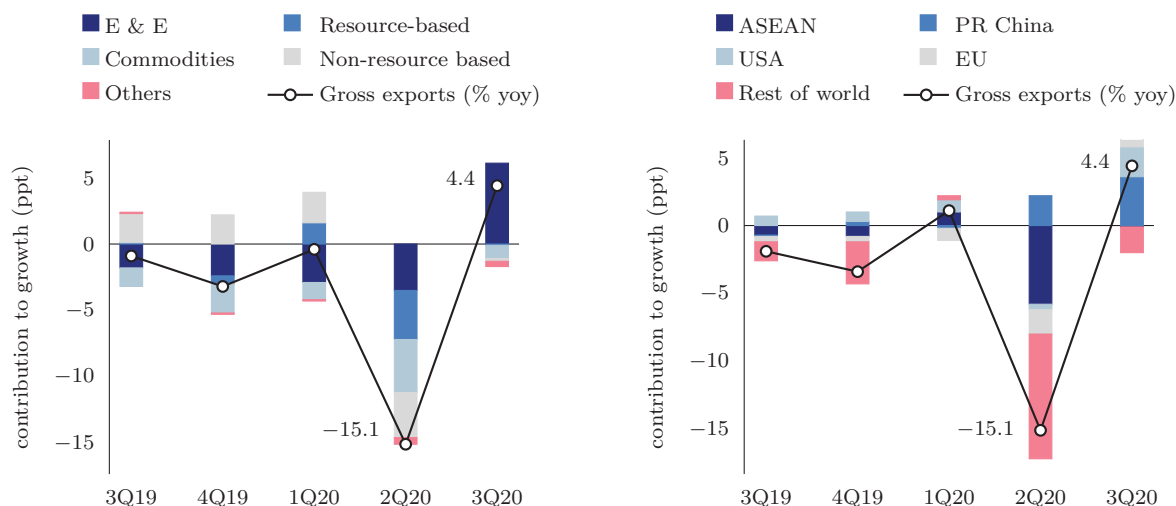 E & E
Resource-based
Commodities
Non-resource based
Others
Gross exports (% yoy)
contribution to growth (ppt)
5
0
−5
−10
−15
4.4
−15.1
3Q19 4Q19 1Q20 2Q20 3Q20
ASEAN
PR China
USA
EU
Rest of world
Gross exports (% yoy)
contribution to growth (ppt)
5
0
−5
−10
−15
4.4
−15.1
3Q19 4Q19 1Q20 2Q20 3Q20